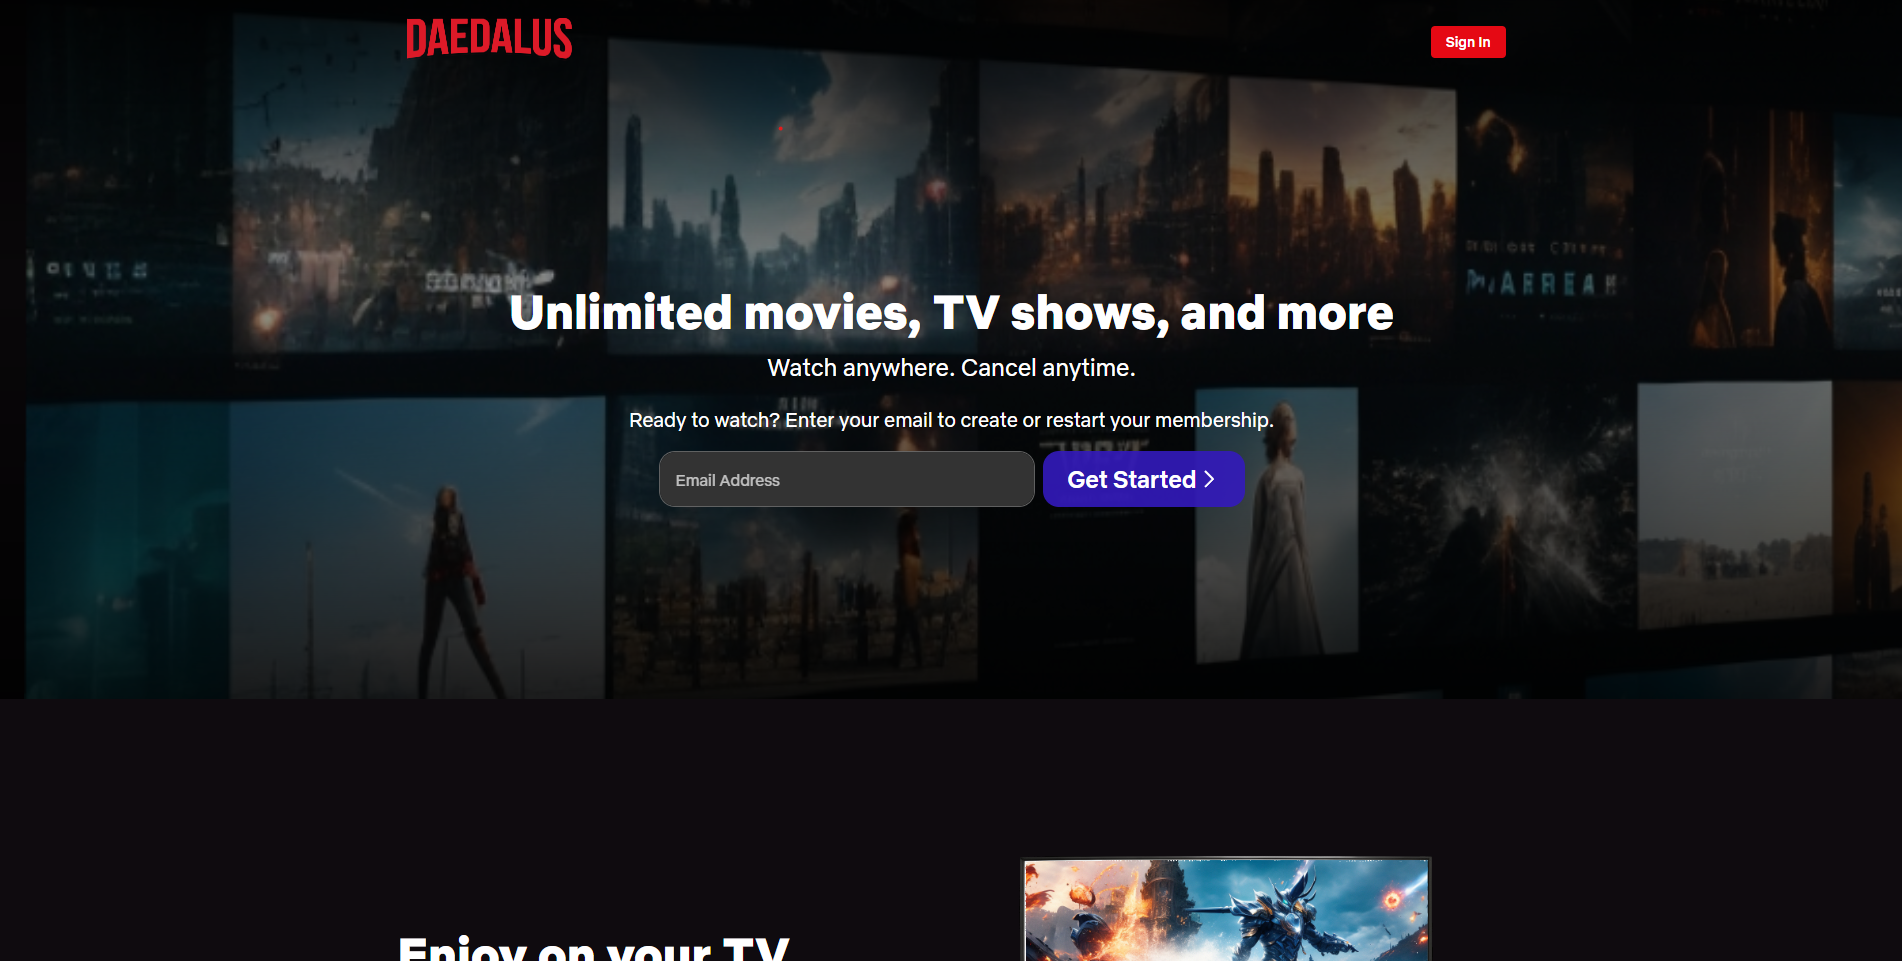 DAEDALUS
Sign In
Unlimited movies, TV shows, and more
Watch anywhere. Cancel anytime.
Ready to watch? Enter your email to create or restart your membership.
Email Address
Get Started
Enjoy on your TV